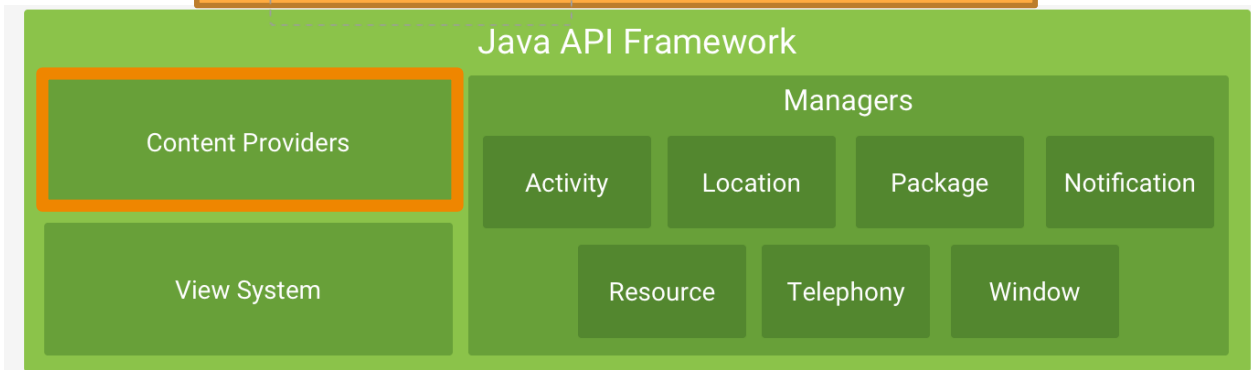 Java API Framework
Content Providers
View System
Managers
Activity
Location
Package
Notification
Resource
Telephony
Window